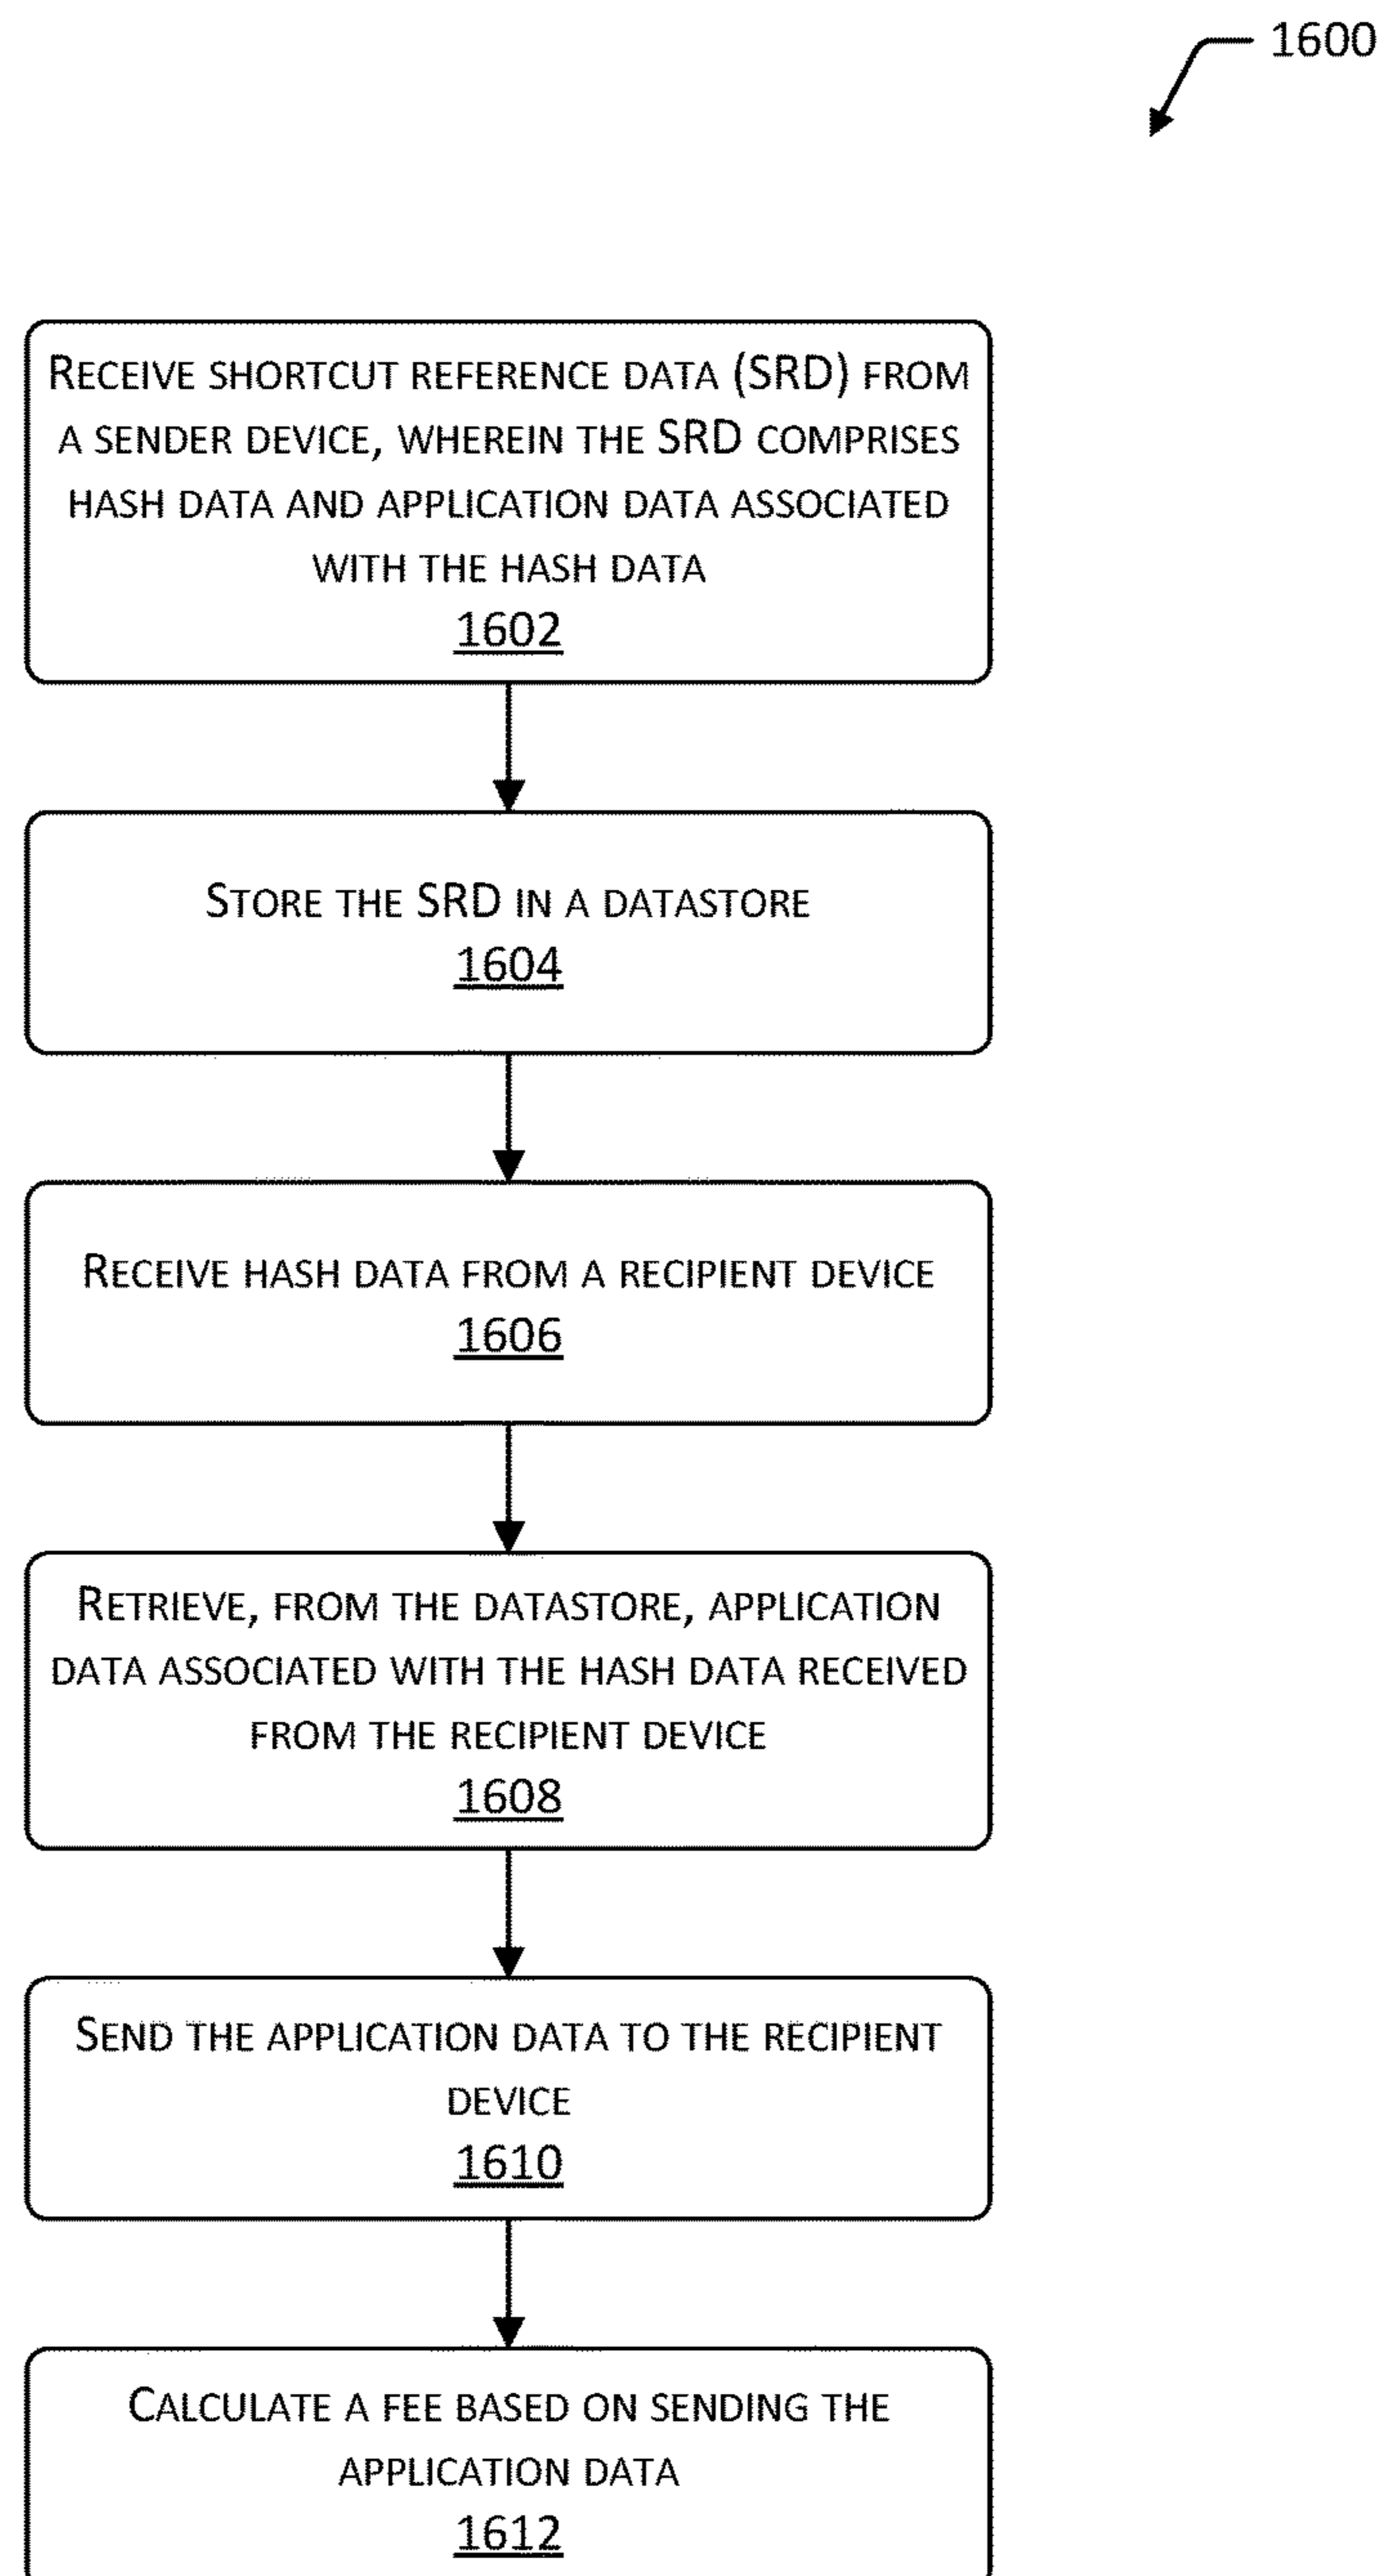 1600
RECEIVE SHORTCUT REFERENCE DATA (SRD) FROM
A SENDER DEVICE, WHEREIN THE SRD COMPRISES
HASH DATA AND APPLICATION DATA ASSOCIATED
WITH THE HASH DATA
1602
STORE THE SRD IN A DATASTORE
1604
RECEIVE HASH DATA FROM A RECIPIENT DEVICE
1606
RETRIEVE, FROM THE DATASTORE, APPLICATION
DATA ASSOCIATED WITH THE HASH DATA RECEIVED
FROM THE RECIPIENT DEVICE
1608
SEND THE APPLICATION DATA TO THE RECIPIENT
DEVICE
1610
CALCULATE A FEE BASED ON SENDING THE
APPLICATION DATA
1612